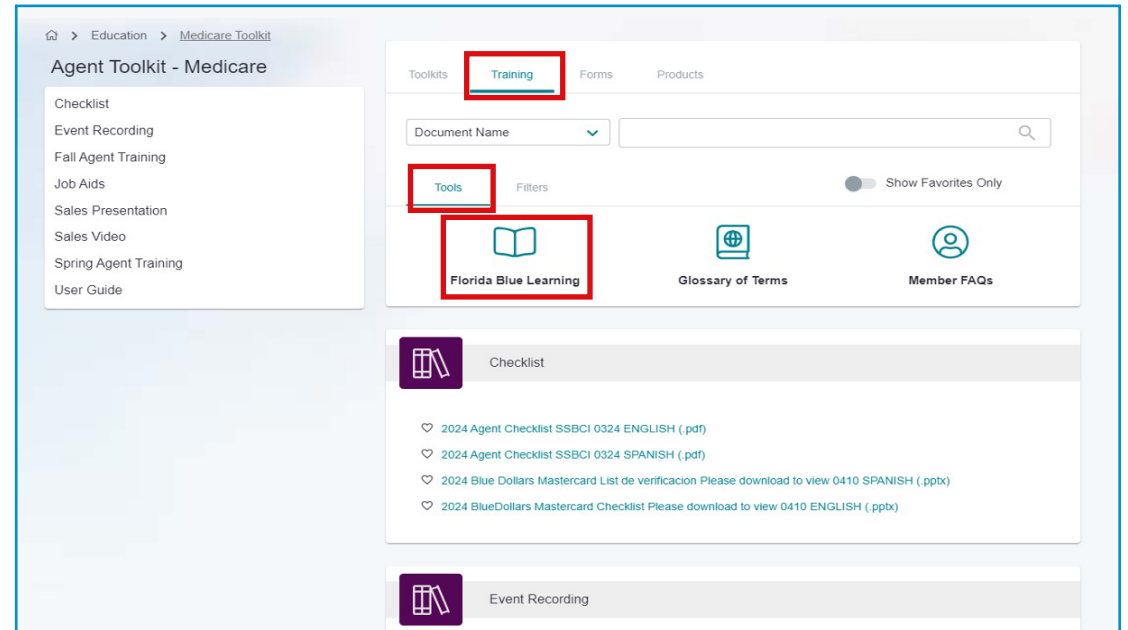 Education > Medicare Toolkit
Agent Toolkit - Medicare
Checklist
Event Recording
Fall Agent Training
Job Aids
Sales Presentation
Sales Video
Spring Agent Training
User Guide
Toolkits Training Forms Products
Document Name
Tools Filters Show Favorites Only
Florida Blue Learning Glossary of Terms Member FAQs
Checklist
2024 Agent Checklist SSBCI 0324 ENGLISH (.pdf)
2024 Agent Checklist SSBCI 0324 SPANISH (.pdf)
2024 Blue Dollars Mastercard List de verificacion Please download to view 0410 SPANISH (.pptx)
2024 BlueDollars Mastercard Checklist Please download to view 0410 ENGLISH (.pptx)
Event Recording